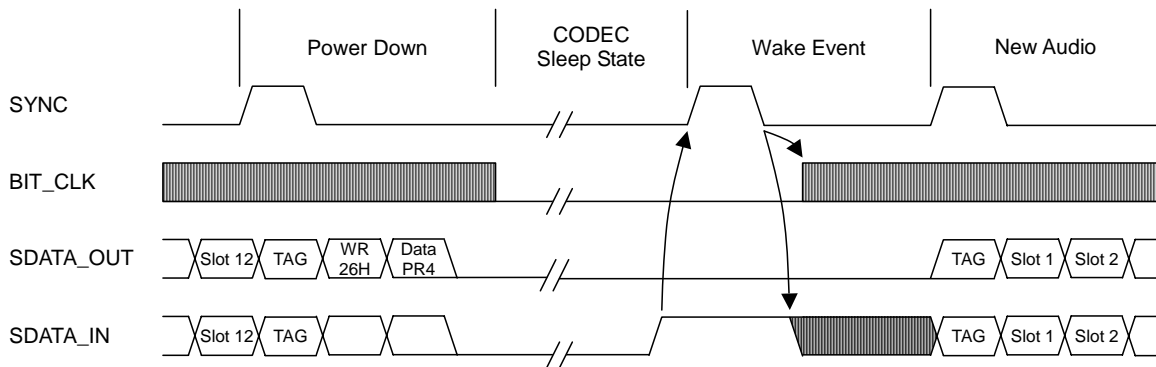 Power Down
CODEC
Sleep State
Wake Event
New Audio
SYNC
BIT_CLK
SDATA_OUT
Slot 12
TAG
WR
26H
Data
PR4
TAG
Slot 1
Slot 2
SDATA_IN
Slot 12
TAG
TAG
Slot 1
Slot 2